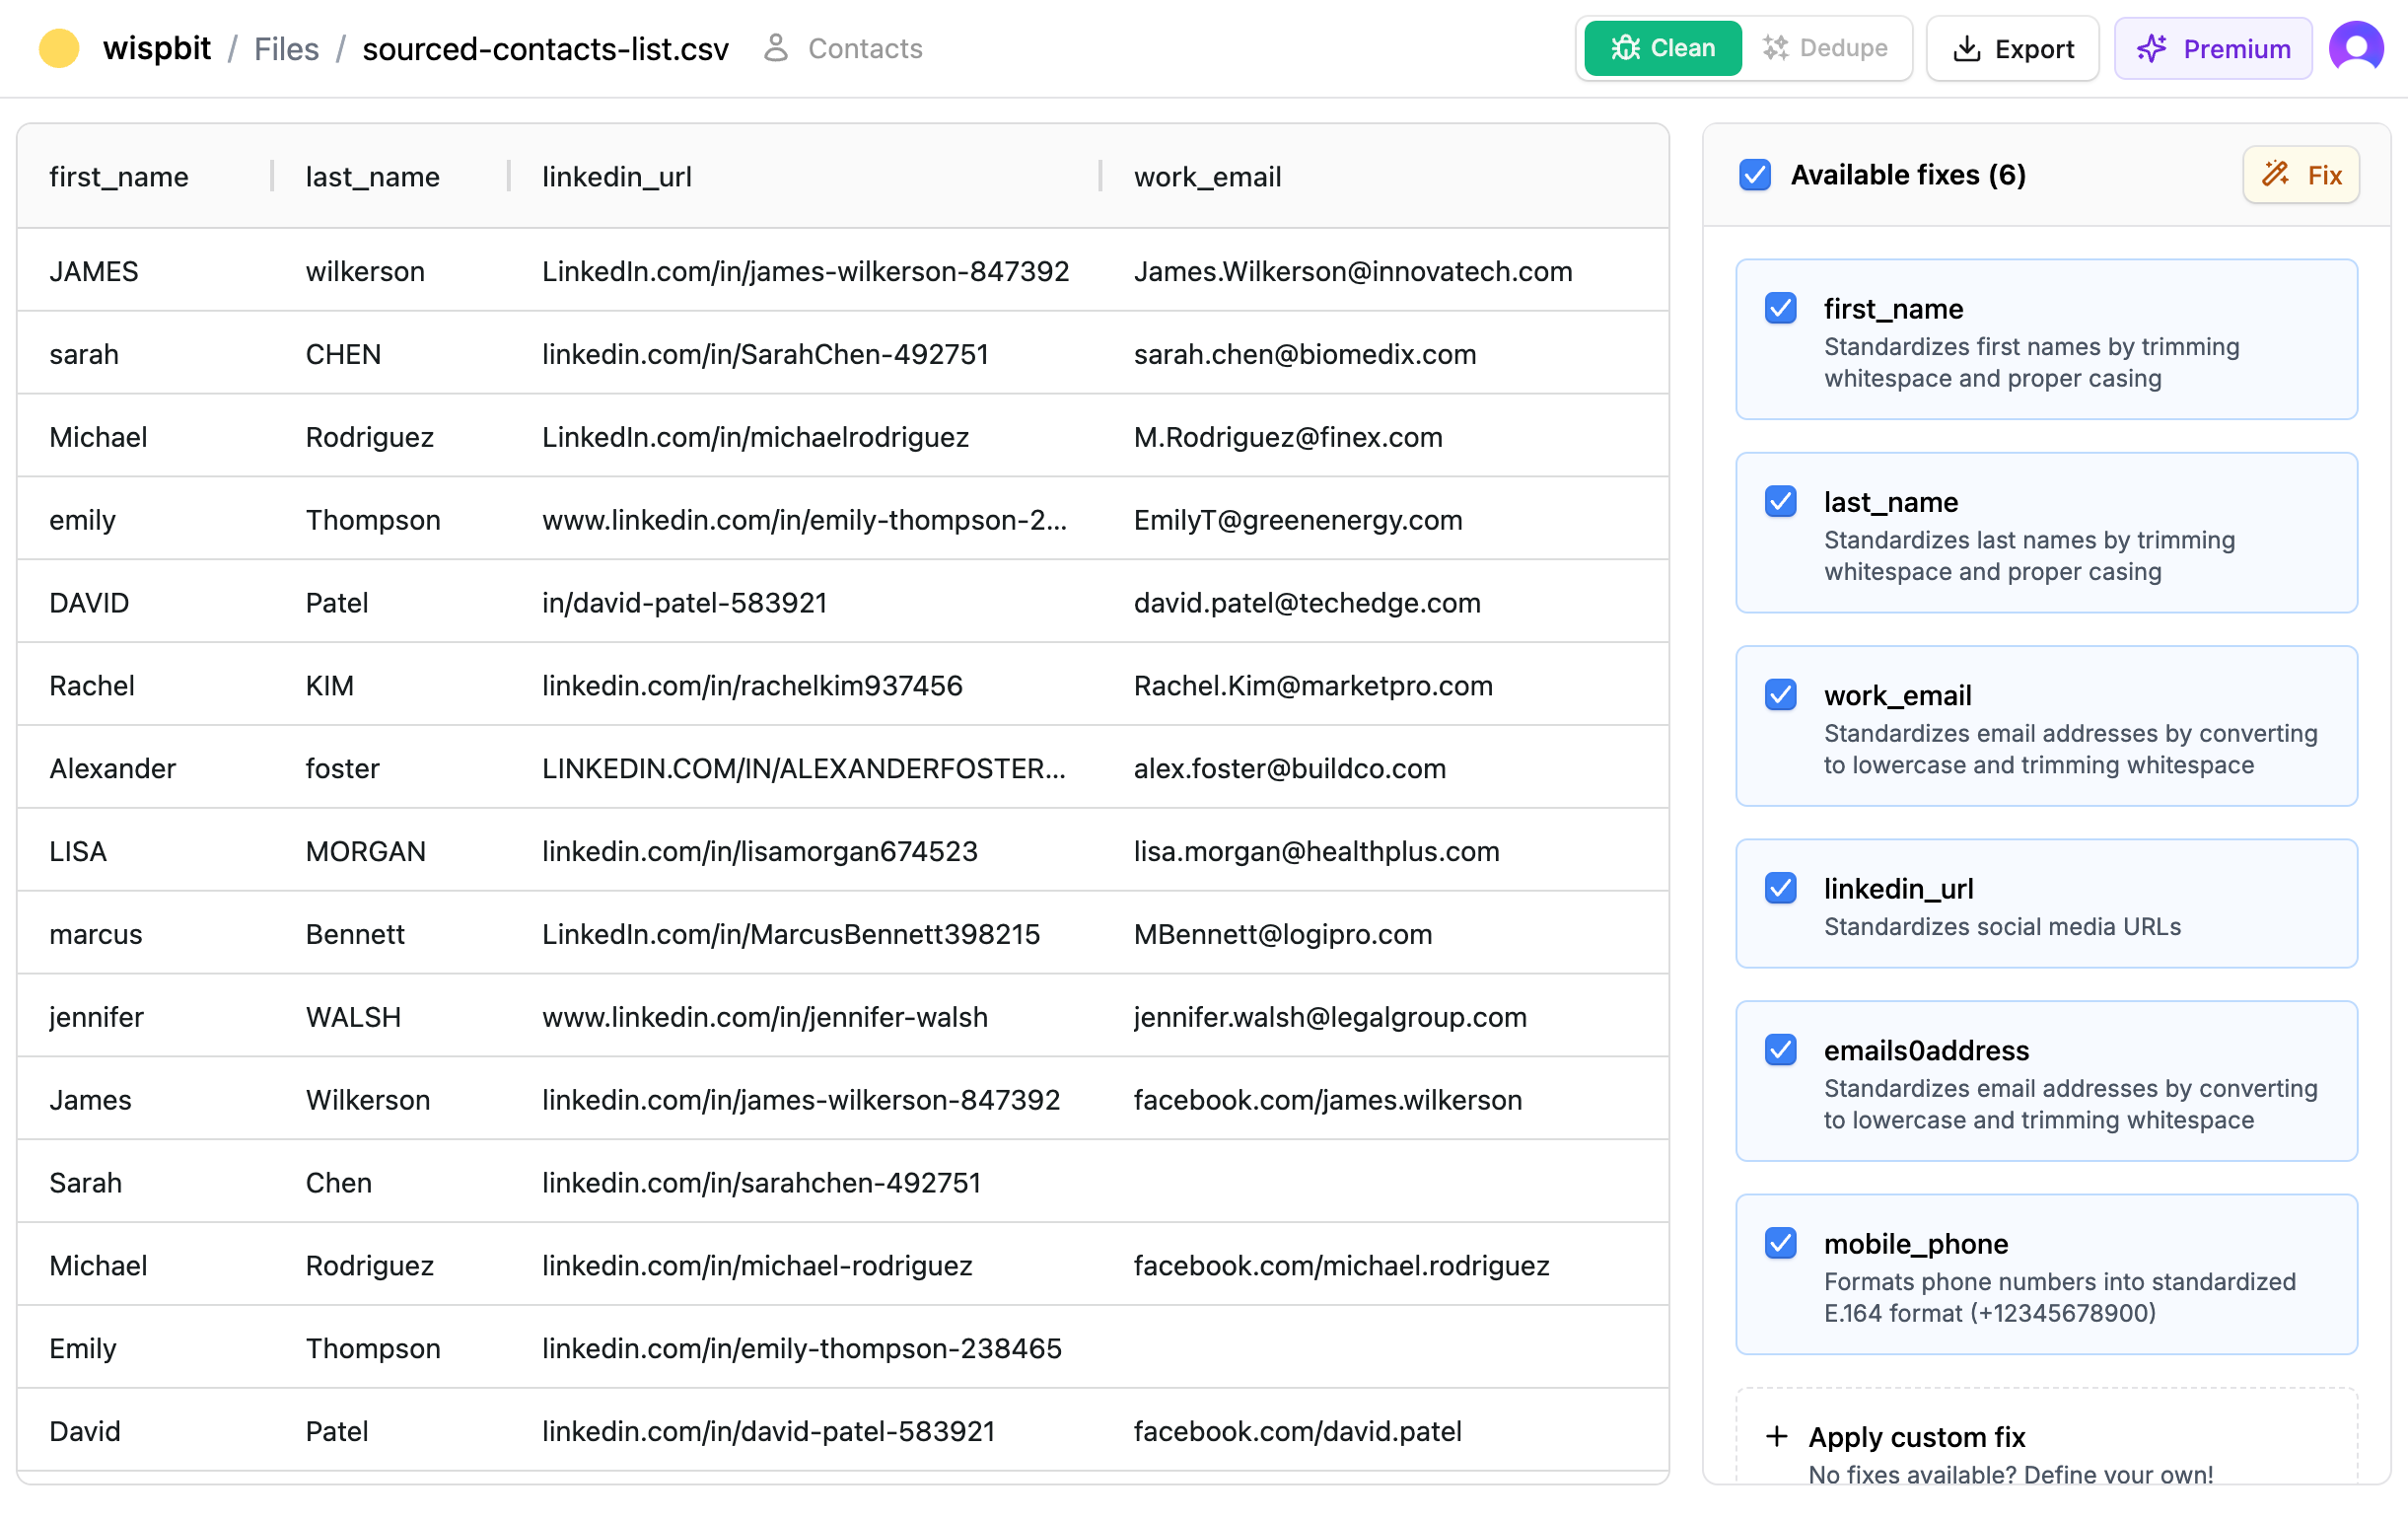 wispbit / Files / sourced-contacts-list.csv Contacts Clean Dedupe Export Premium
first_name last_name linkedin_url work_email
JAMES wilkerson LinkedIn.com/in/james-wilkerson-847392 James.Wilkerson@innovatech.com
sarah CHEN linkedin.com/in/SarahChen-492751 sarah.chen@biomedix.com
Michael Rodriguez LinkedIn.com/in/michaelrodriguez M.Rodriguez@finex.com
emily Thompson www.linkedin.com/in/emily-thompson-2... EmilyT@greenenergy.com
DAVID Patel in/david-patel-583921 david.patel@techedge.com
Rachel KIM linkedin.com/in/rachelkim937456 Rachel.Kim@marketpro.com
Alexander foster LINKEDIN.COM/IN/ALEXANDERFOSTER... alex.foster@buildco.com
LISA MORGAN linkedin.com/in/lisamorgan674523 lisa.morgan@healthplus.com
marcus Bennett LinkedIn.com/in/MarcusBennett398215 MBennett@logipro.com
jennifer WALSH www.linkedin.com/in/jennifer-walsh jennifer.walsh@legalgroup.com
James Wilkerson linkedin.com/in/james-wilkerson-847392 facebook.com/james.wilkerson
Sarah Chen linkedin.com/in/sarahchen-492751
Michael Rodriguez linkedin.com/in/michael-rodriguez facebook.com/michael.rodriguez
Emily Thompson linkedin.com/in/emily-thompson-238465
David Patel linkedin.com/in/david-patel-583921 facebook.com/david.patel
Available fixes (6) Fix
first_name
Standardizes first names by trimming
whitespace and proper casing
last_name
Standardizes last names by trimming
whitespace and proper casing
work_email
Standardizes email addresses by converting
to lowercase and trimming whitespace
linkedin_url
Standardizes social media URLs
emails0address
Standardizes email addresses by converting
to lowercase and trimming whitespace
mobile_phone
Formats phone numbers into standardized
E.164 format (+12345678900)
+ Apply custom fix
No fixes available? Define your own!